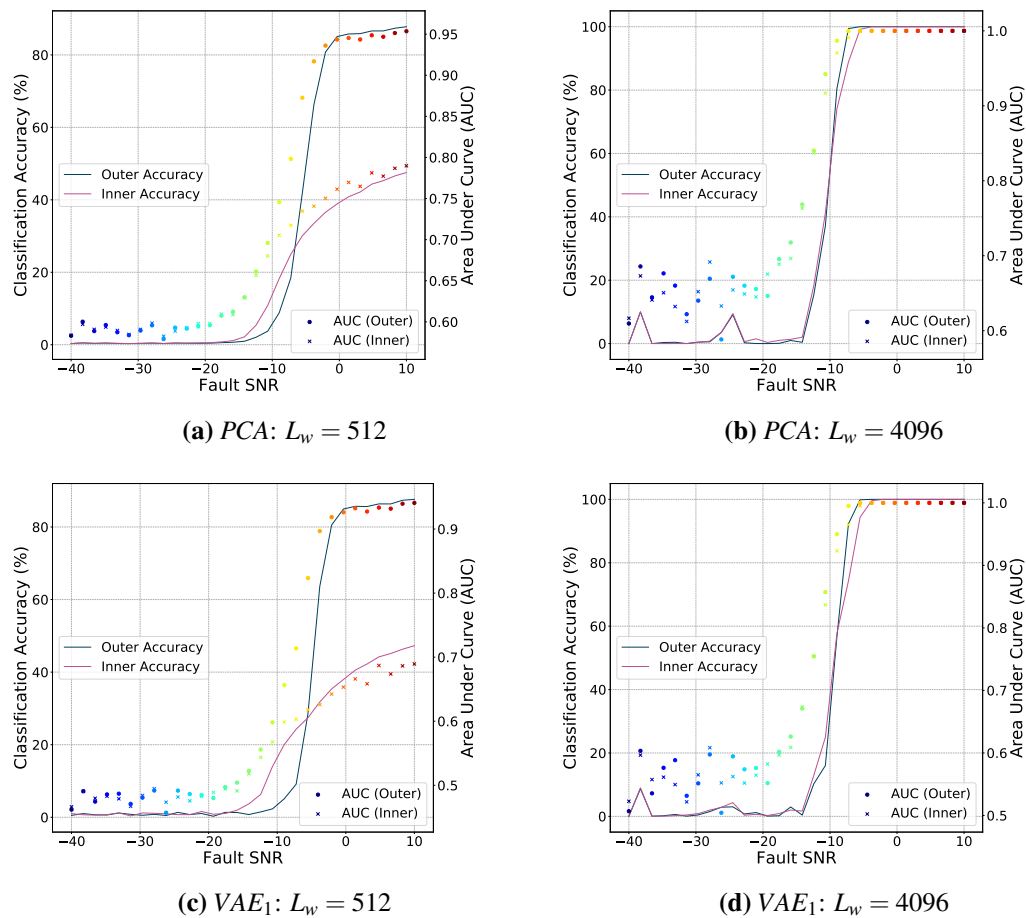 Classification Accuracy (%)
80
60
40
20
0
0.95
0.90
0.85
0.80
0.75
0.70
0.65
0.60
Area Under Curve (AUC)
Outer Accuracy
Inner Accuracy
AUC (Outer)
AUC (Inner)
−40 −30 −20 −10 0 10
Fault SNR
(a) PCA: L_w = 512
Classification Accuracy (%)
100
80
60
40
20
0
1.0
0.9
0.8
0.7
0.6
Area Under Curve (AUC)
Outer Accuracy
Inner Accuracy
AUC (Outer)
AUC (Inner)
−40 −30 −20 −10 0 10
Fault SNR
(b) PCA: L_w = 4096
Classification Accuracy (%)
80
60
40
20
0
0.9
0.8
0.7
0.6
0.5
Area Under Curve (AUC)
Outer Accuracy
Inner Accuracy
AUC (Outer)
AUC (Inner)
−40 −30 −20 −10 0 10
Fault SNR
(c) VAE₁: L_w = 512
Classification Accuracy (%)
100
80
60
40
20
0
1.0
0.9
0.8
0.7
0.6
0.5
Area Under Curve (AUC)
Outer Accuracy
Inner Accuracy
AUC (Outer)
AUC (Inner)
−40 −30 −20 −10 0 10
Fault SNR
(d) VAE₁: L_w = 4096